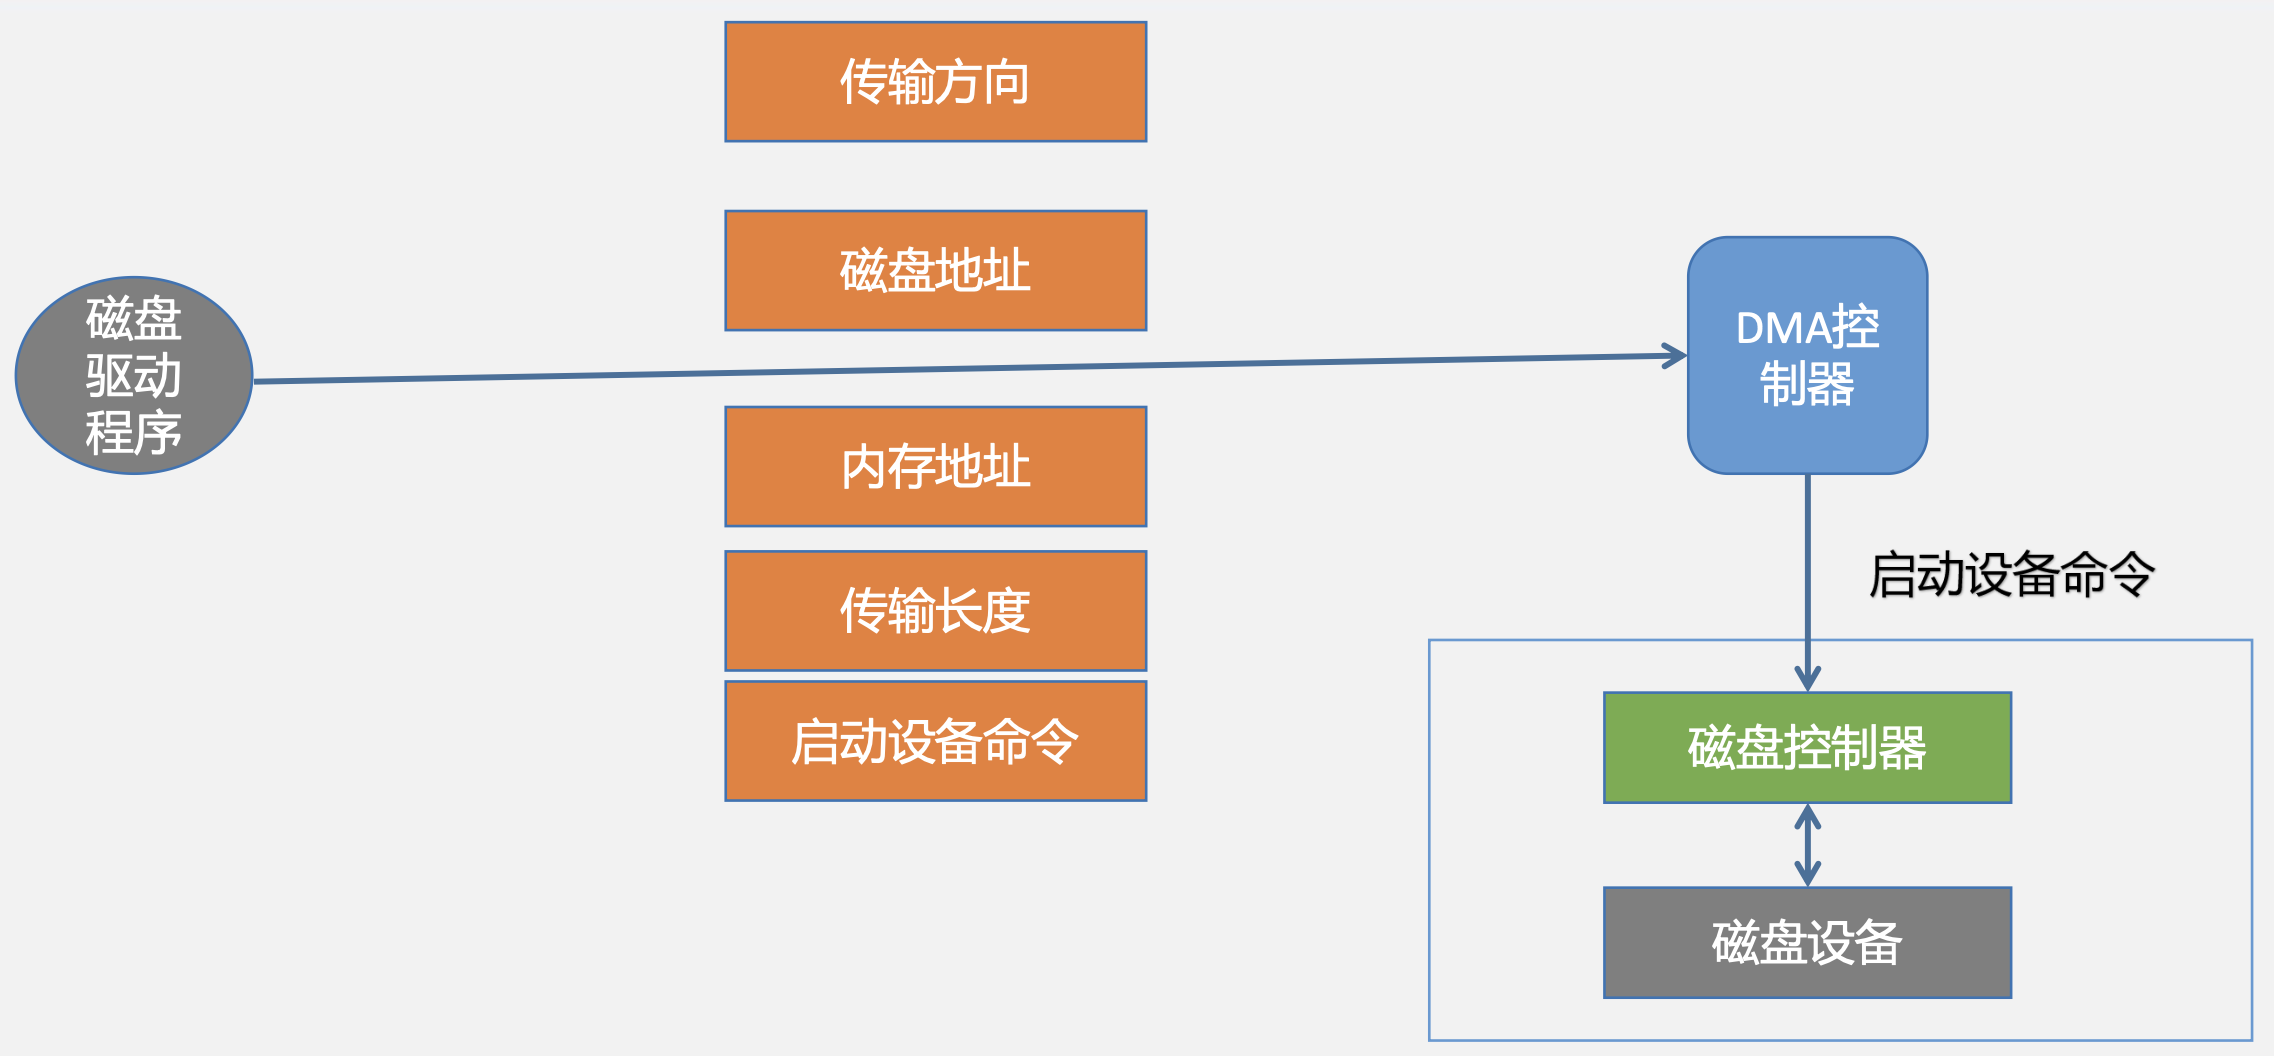 传输方向
磁盘地址
磁盘
驱动
程序
DMA控
制器
内存地址
传输长度
启动设备命令
启动设备命令
磁盘控制器
磁盘设备